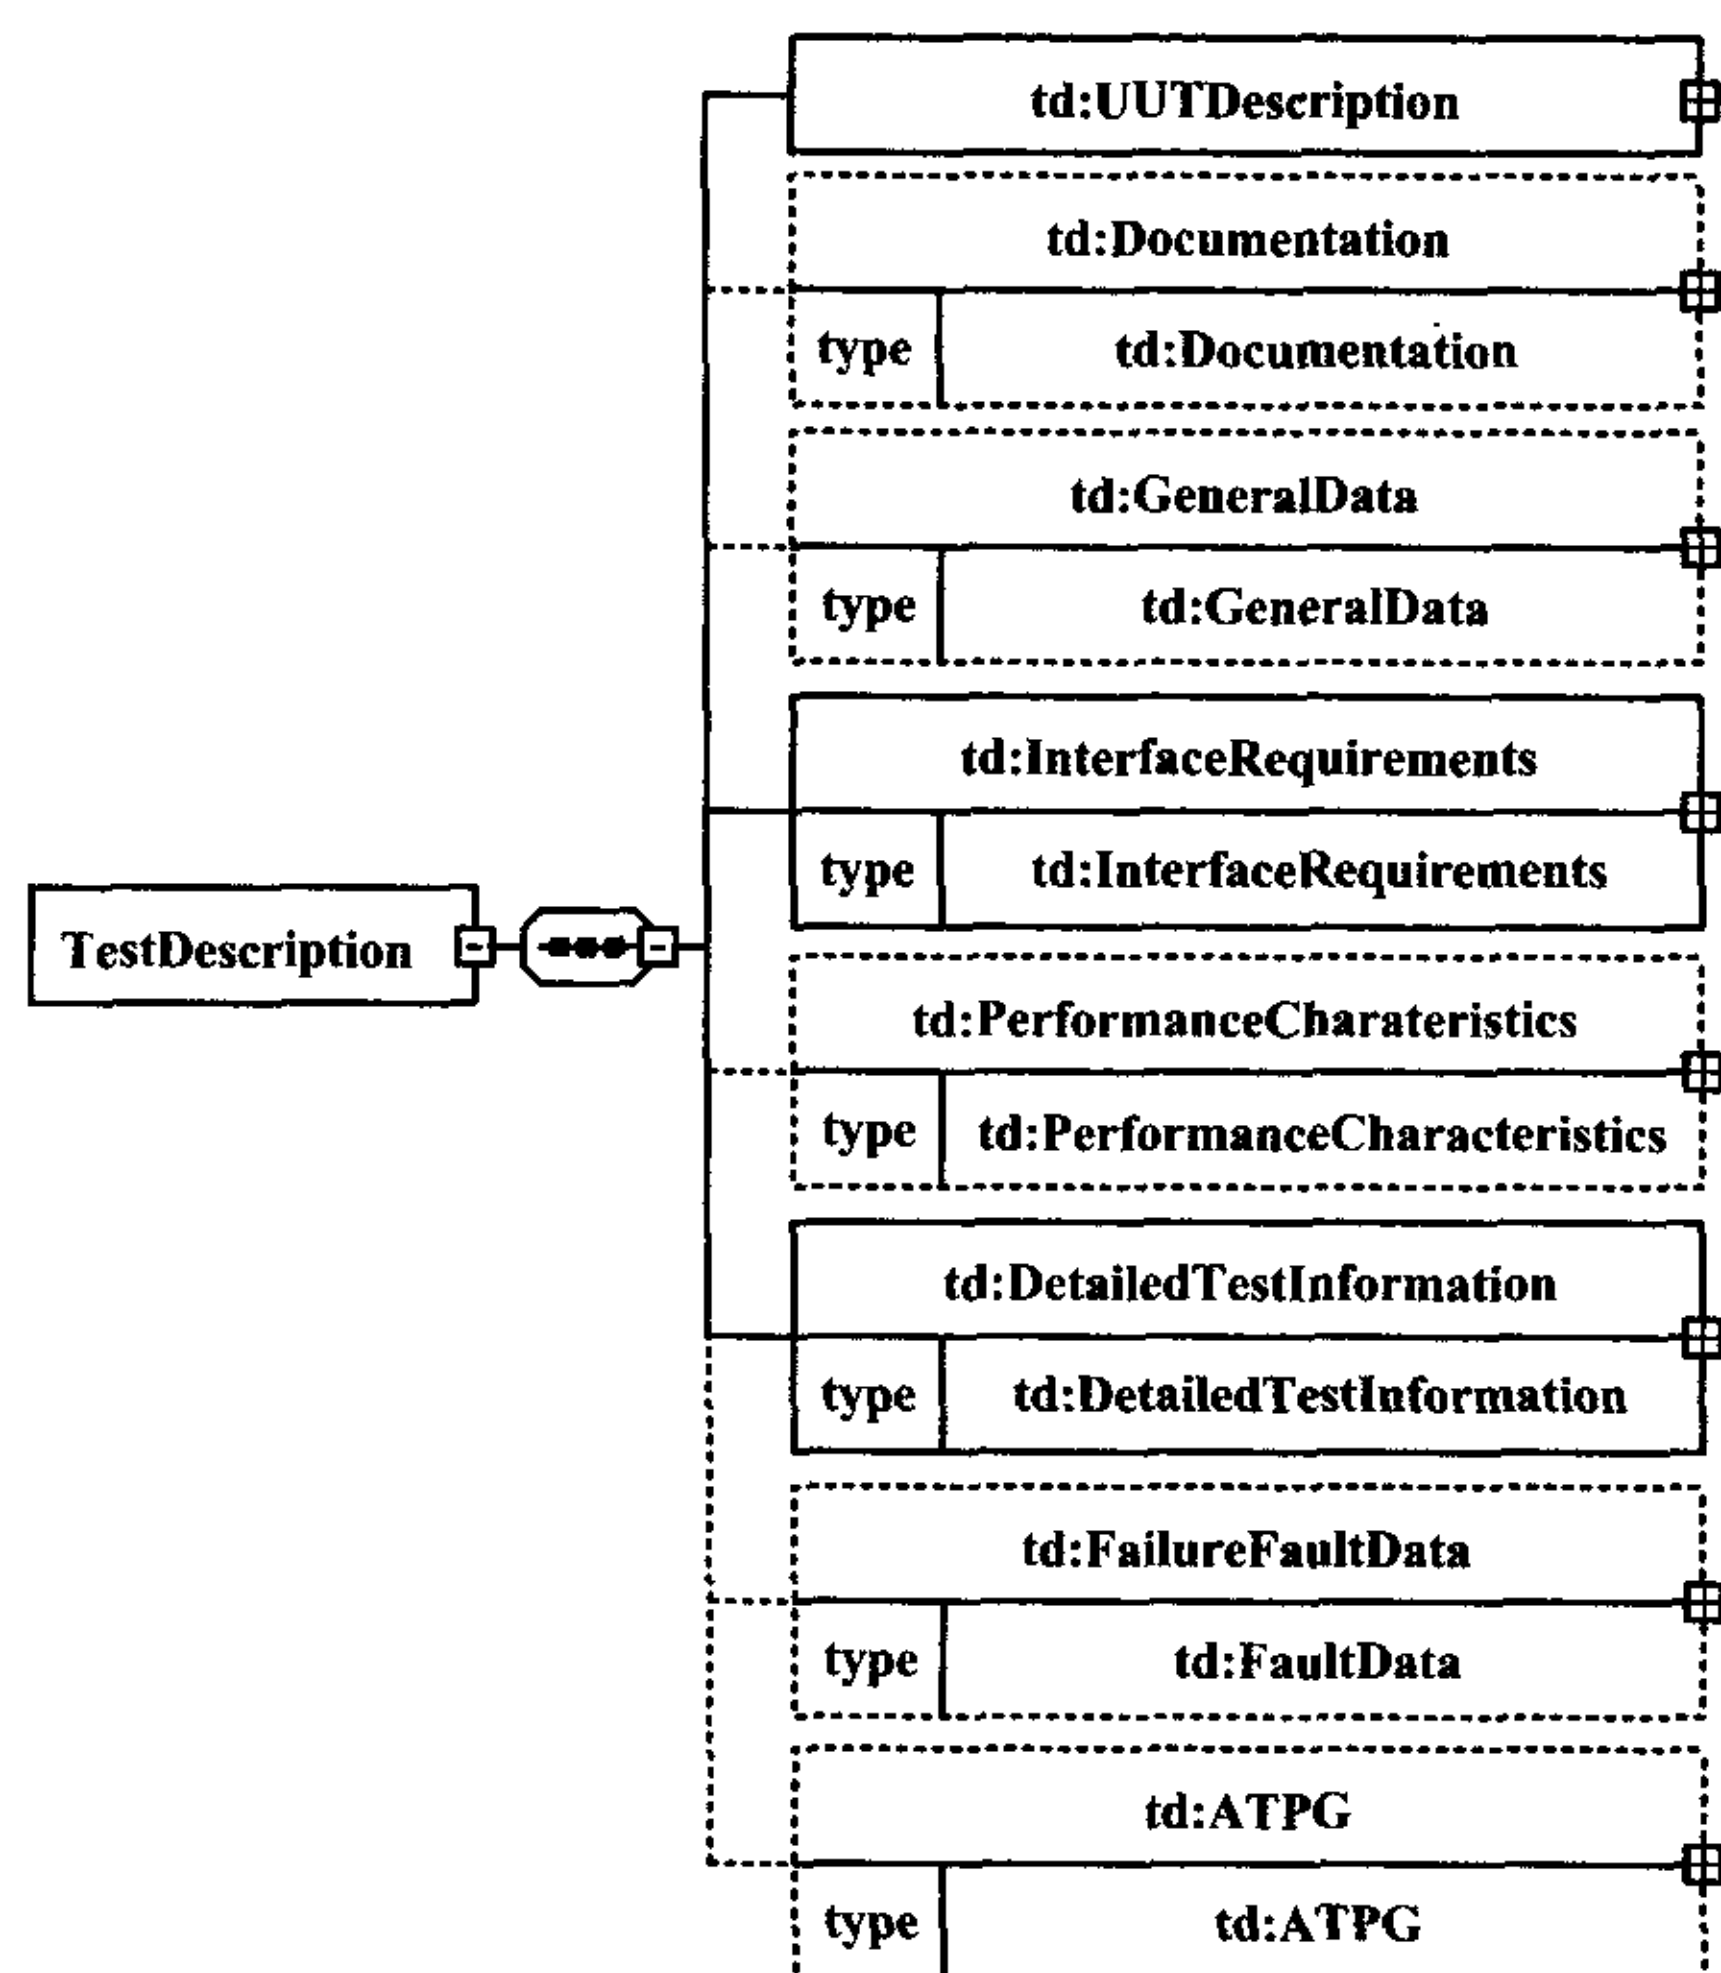 td:UUTDescription
td:Documentation
type td:Documentation
td:GeneralData
type td:GeneralData
td:InterfaceRequirements
type td:InterfaceRequirements
TestDescription
td:PerformanceCharateristics
type td:PerformanceCharacteristics
td:DetailedTestInformation
type td:DetailedTestInformation
td:FailureFaultData
type td:FaultData
td:ATPG
type td:ATPG